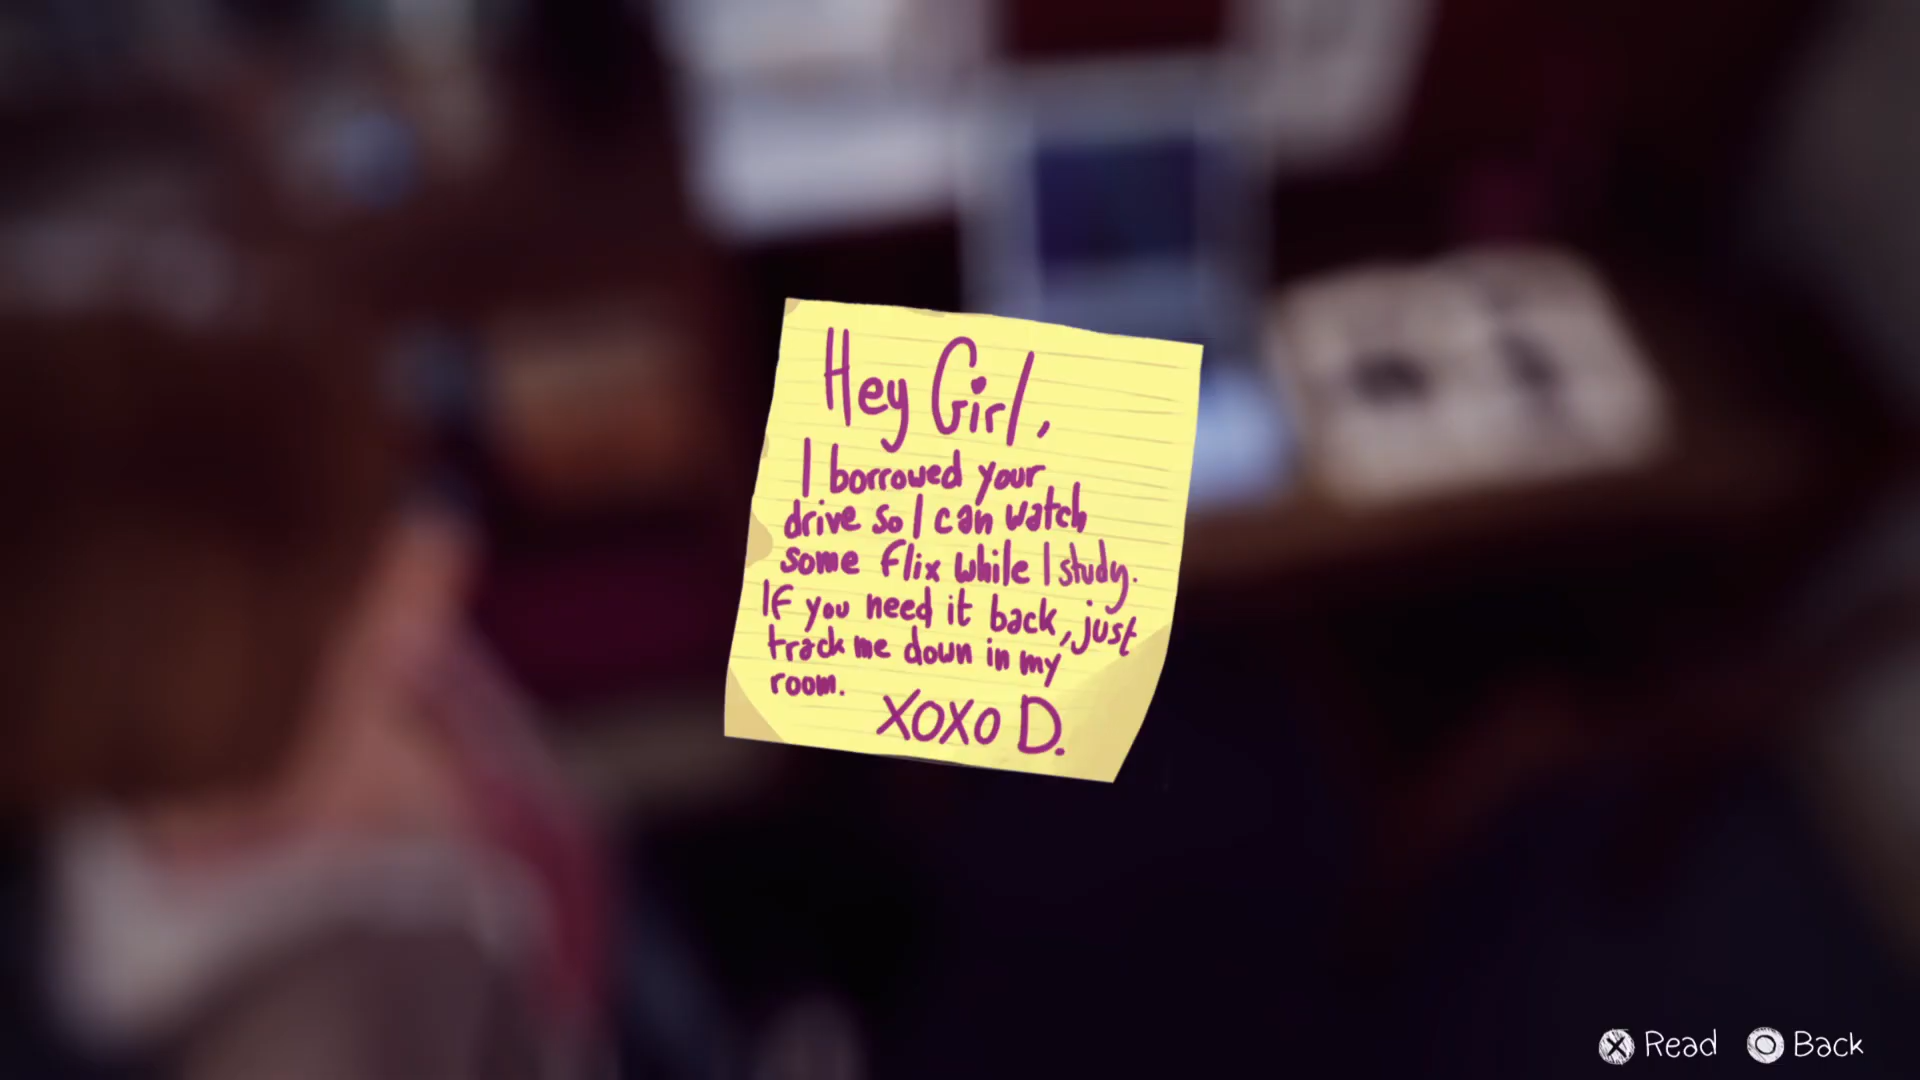 Hey Girl,
I borrowed your
drive so I can watch
some flix while I study.
If you need it back, just
track me down in my
room.
XOXO D.
Read Back